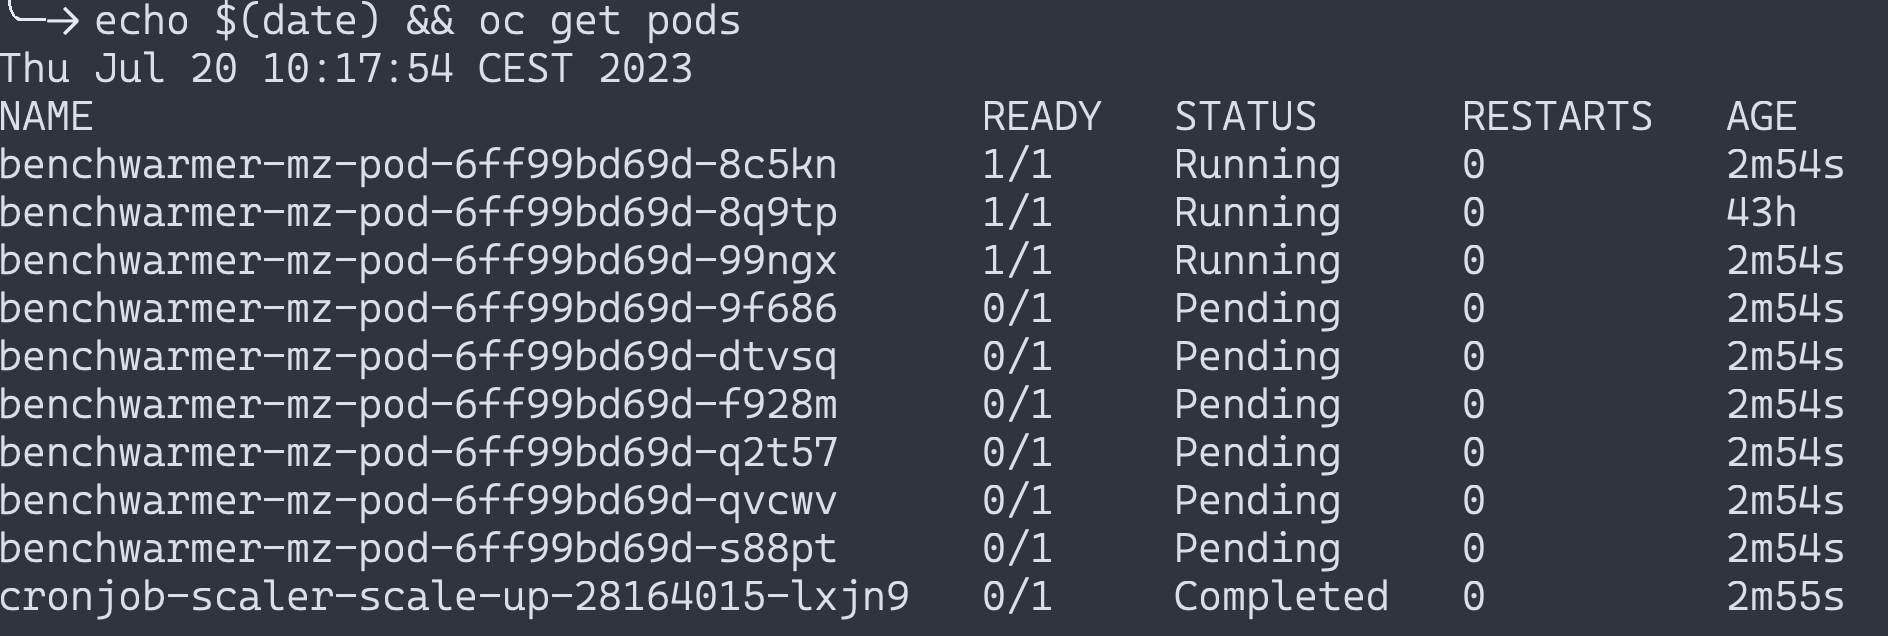 ╰─→ echo $(date) && oc get pods
Thu Jul 20 10:17:54 CEST 2023
NAME READY STATUS RESTARTS AGE
benchwarmer-mz-pod-6ff99bd69d-8c5kn 1/1 Running 0 2m54s
benchwarmer-mz-pod-6ff99bd69d-8q9tp 1/1 Running 0 43h
benchwarmer-mz-pod-6ff99bd69d-99ngx 1/1 Running 0 2m54s
benchwarmer-mz-pod-6ff99bd69d-9f686 0/1 Pending 0 2m54s
benchwarmer-mz-pod-6ff99bd69d-dtvsq 0/1 Pending 0 2m54s
benchwarmer-mz-pod-6ff99bd69d-f928m 0/1 Pending 0 2m54s
benchwarmer-mz-pod-6ff99bd69d-q2t57 0/1 Pending 0 2m54s
benchwarmer-mz-pod-6ff99bd69d-qvcwv 0/1 Pending 0 2m54s
benchwarmer-mz-pod-6ff99bd69d-s88pt 0/1 Pending 0 2m54s
cronjob-scaler-scale-up-28164015-lxjn9 0/1 Completed 0 2m55s